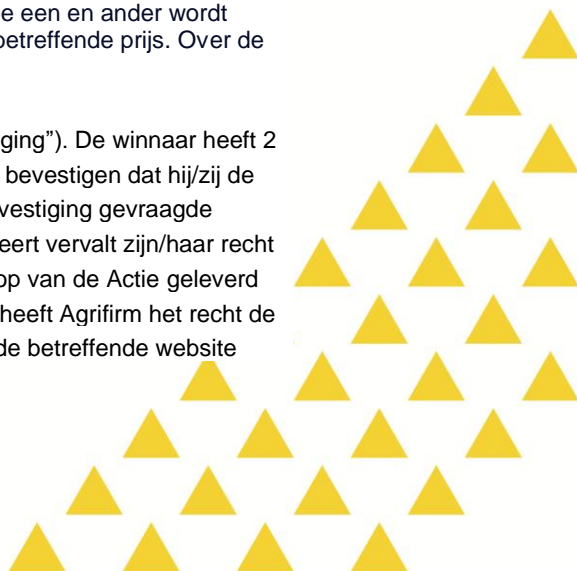 e een en ander wordt
betreffende prijs. Over de
ging”). De winnaar heeft 2
bevestigen dat hij/zij de
vestiging gevraagde
eert vervalt zijn/haar recht
op van de Actie geleverd
heeft Agrifirm het recht de
de betreffende website